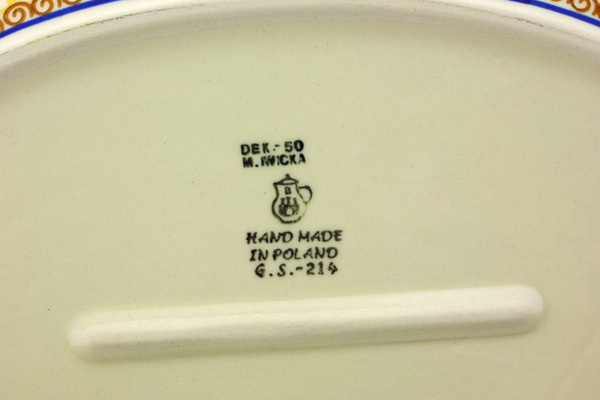 DEK.- 50
M. IWICKA
a
HAND MADE
IN POLAND
G.S.-214